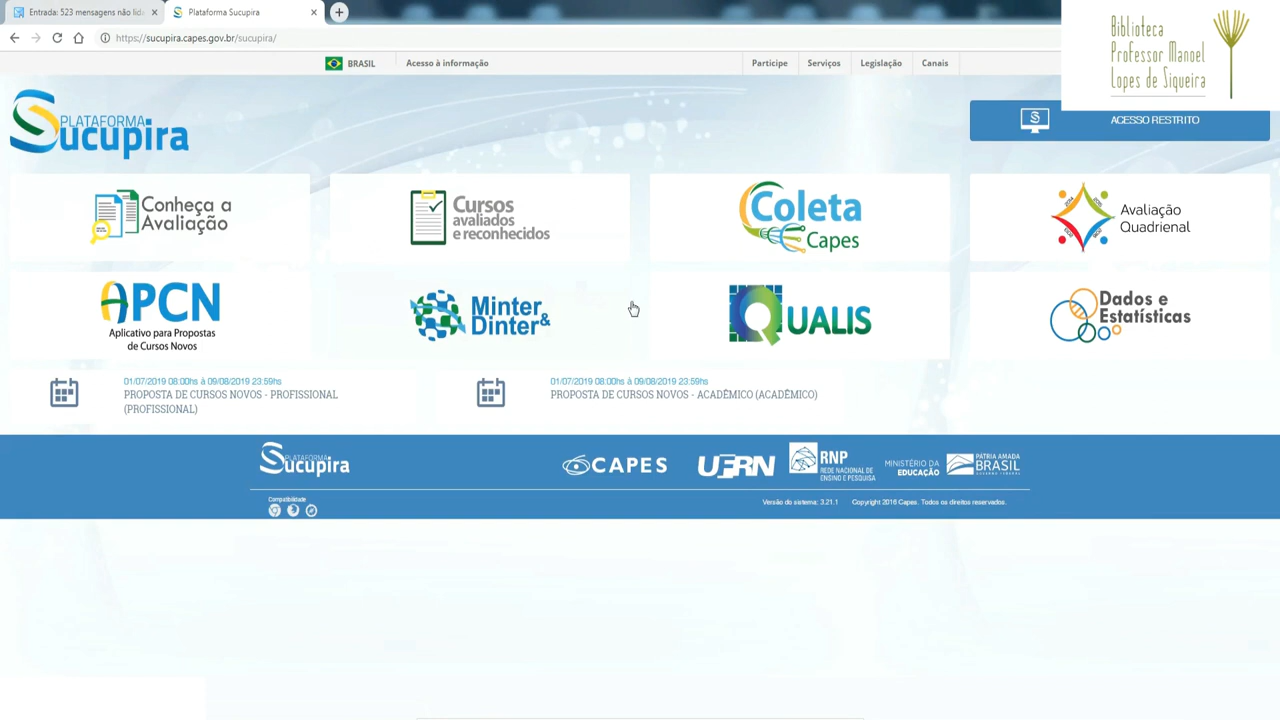 Entrada: 523 mensagens não lid
Plataforma Sucupira
https://sucupira.capes.gov.br/sucupira/
Biblioteca
Professor Manoel
Lopes de Siqueira
BRASIL
Acesso à informação
Participe
Serviços
Legislação
Canais
PLATAFORMA
Sucupira
ACESSO RESTRITO
Conheça a
Avaliação
Cursos
avaliados
e reconhecidos
Coleta
Capes
Avaliação
Quadrienal
APCN
Aplicativo para Propostas
de Cursos Novos
Minter
& Dinter
QUALIS
Dados e
Estatísticas
01/07/2019 08:00hs à 09/08/2019 23:59hs
PROPOSTA DE CURSOS NOVOS - PROFISSIONAL
(PROFISSIONAL)
01/07/2019 08:00hs à 09/08/2019 23:59hs
PROPOSTA DE CURSOS NOVOS - ACADÊMICO (ACADÊMICO)
PLATAFORMA
Sucupira
CAPES
UFRN
RNP
REDE NACIONAL DE
ENSINO E PESQUISA
MINISTÉRIO DA
EDUCAÇÃO
PÁTRIA AMADA
BRASIL
Compatibilidade
Versão do sistema: 3.21.1
Copyright 2016 Capes. Todos os direitos reservados.